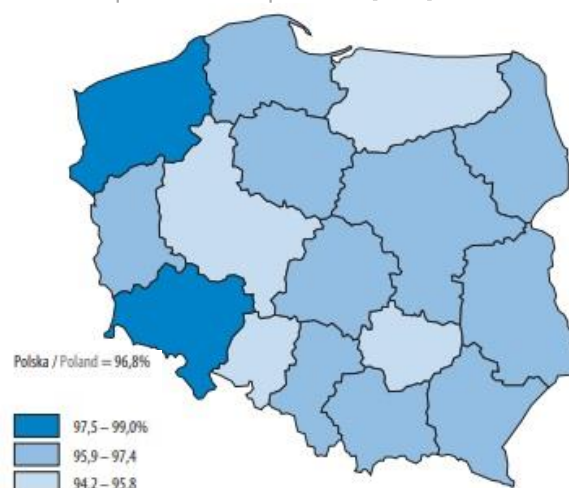 Polska / Poland = 96,8%
97,5 – 99,0%
95,9 – 97,4
94,2 – 95,8